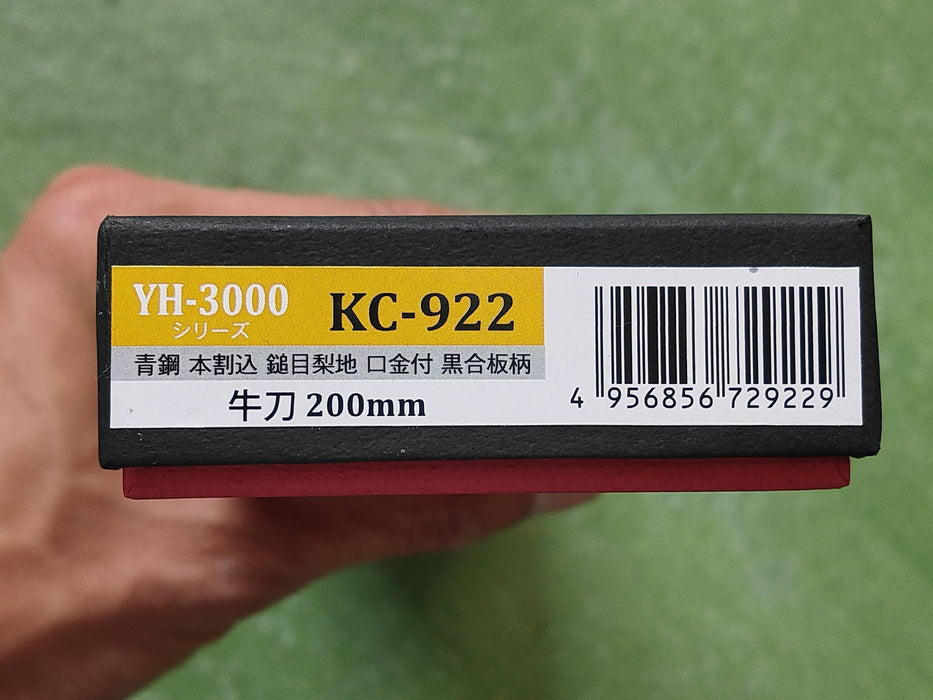 YH-3000
シリーズ
KC-922
青鋼 本割込 鎚目梨地 口金付 黒合板柄
牛刀 200mm
4 956856 729229